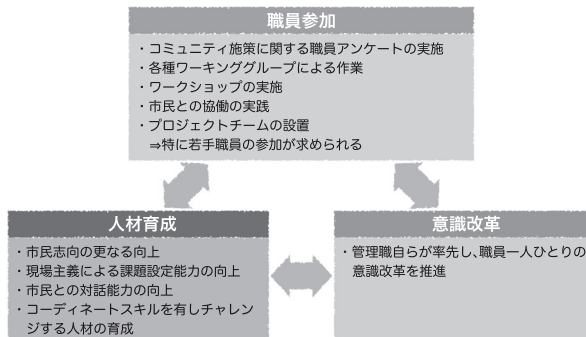 職員参加
・コミュニティ施策に関する職員アンケートの実施
・各種ワーキンググループによる作業
・ワークショップの実施
・市民との協働の実践
・プロジェクトチームの設置
⇒特に若手職員の参加が求められる
人材育成
・市民志向の更なる向上
・現場主義による課題設定能力の向上
・市民との対話能力の向上
・コーディネートスキルを有しチャレン
ジする人材の育成
意識改革
・管理職自らが率先し、職員一人ひとりの
意識改革を推進